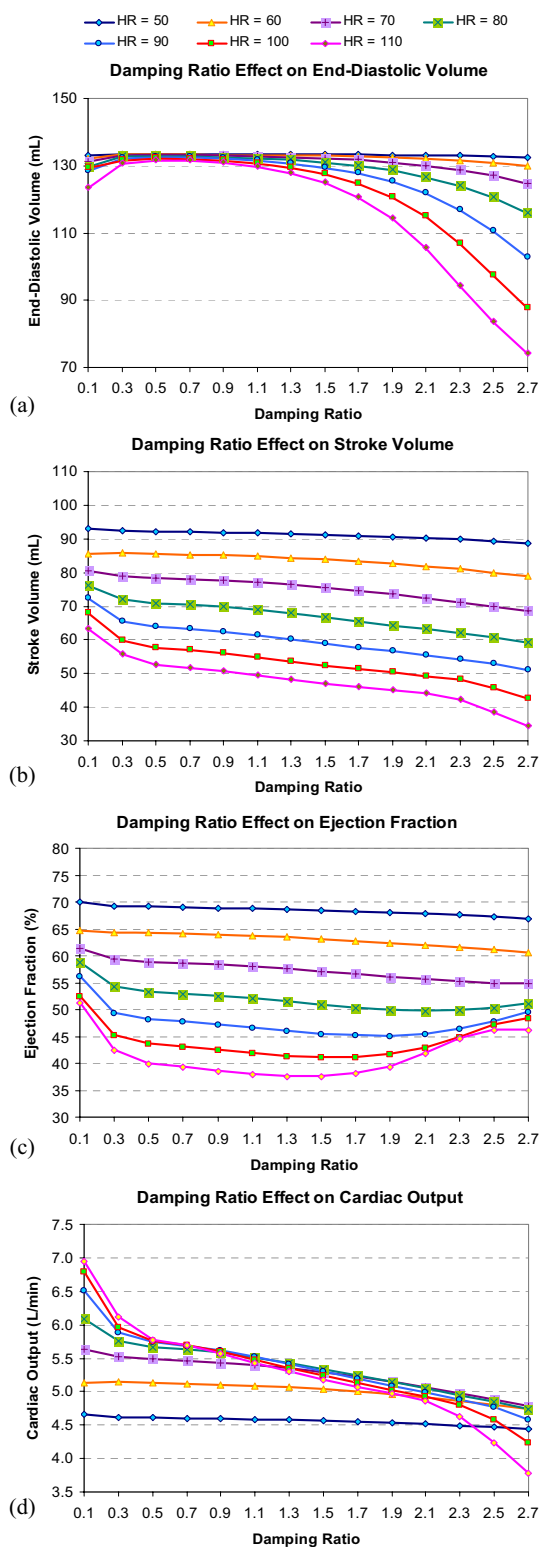 HR = 50 HR = 60 HR = 70 HR = 80
HR = 90 HR = 100 HR = 110
Damping Ratio Effect on End-Diastolic Volume
End-Diastolic Volume (mL)
150
130
110
90
70
0.1 0.3 0.5 0.7 0.9 1.1 1.3 1.5 1.7 1.9 2.1 2.3 2.5 2.7
(a)
Damping Ratio
Damping Ratio Effect on Stroke Volume
Stroke Volume (mL)
110
100
90
80
70
60
50
40
30
0.1 0.3 0.5 0.7 0.9 1.1 1.3 1.5 1.7 1.9 2.1 2.3 2.5 2.7
(b)
Damping Ratio
Damping Ratio Effect on Ejection Fraction
Ejection Fraction (%)
80
75
70
65
60
55
50
45
40
35
30
0.1 0.3 0.5 0.7 0.9 1.1 1.3 1.5 1.7 1.9 2.1 2.3 2.5 2.7
(c)
Damping Ratio
Damping Ratio Effect on Cardiac Output
Cardiac Output (L/min)
7.5
7.0
6.5
6.0
5.5
5.0
4.5
4.0
3.5
0.1 0.3 0.5 0.7 0.9 1.1 1.3 1.5 1.7 1.9 2.1 2.3 2.5 2.7
(d)
Damping Ratio